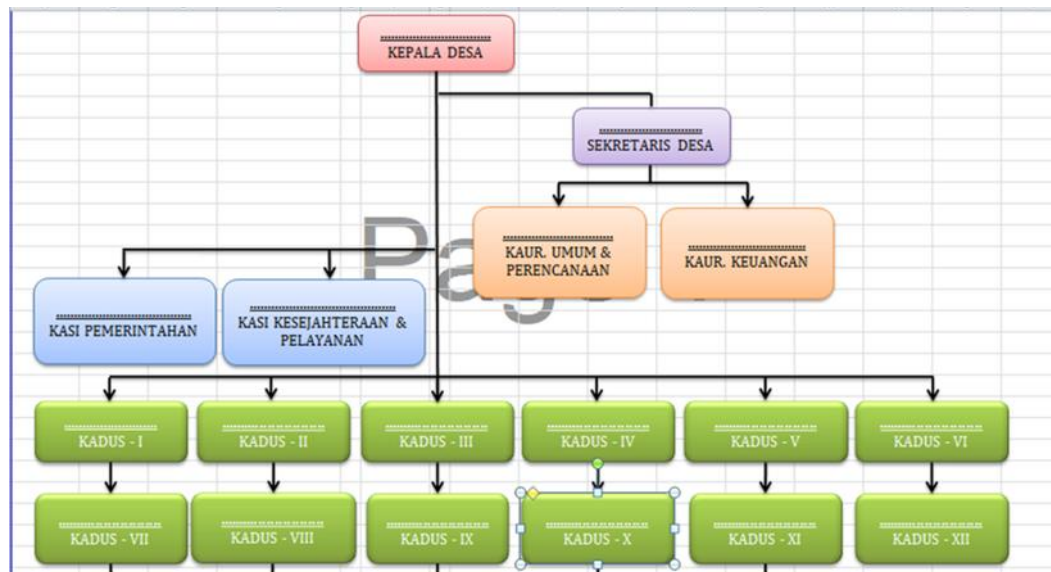 KEPALA DESA
SEKRETARIS DESA
KAUR. UMUM &
PERENCANAAN
KAUR. KEUANGAN
KASI PEMERINTAHAN
KASI KESEJAHTERAAN &
PELAYANAN
KADUS - I
KADUS - II
KADUS - III
KADUS - IV
KADUS - V
KADUS - VI
KADUS - VII
KADUS - VIII
KADUS - IX
KADUS - X
KADUS - XI
KADUS - XII